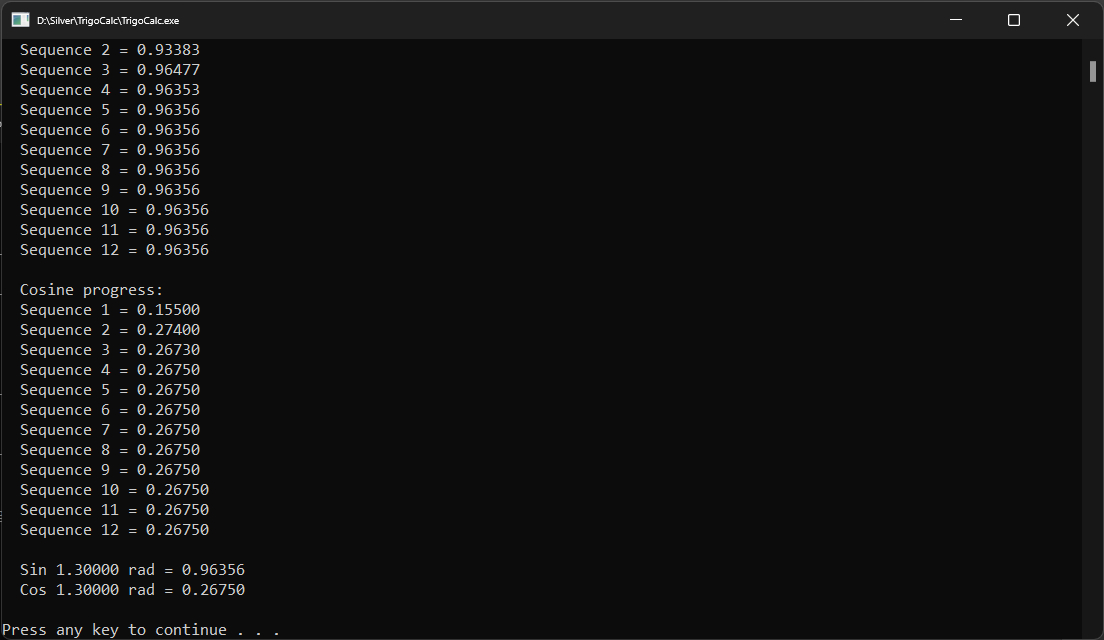 D:\Silver\TrigoCalc\TrigoCalc.exe
Sequence 2 = 0.93383
Sequence 3 = 0.96477
Sequence 4 = 0.96353
Sequence 5 = 0.96356
Sequence 6 = 0.96356
Sequence 7 = 0.96356
Sequence 8 = 0.96356
Sequence 9 = 0.96356
Sequence 10 = 0.96356
Sequence 11 = 0.96356
Sequence 12 = 0.96356
Cosine progress:
Sequence 1 = 0.15500
Sequence 2 = 0.27400
Sequence 3 = 0.26730
Sequence 4 = 0.26750
Sequence 5 = 0.26750
Sequence 6 = 0.26750
Sequence 7 = 0.26750
Sequence 8 = 0.26750
Sequence 9 = 0.26750
Sequence 10 = 0.26750
Sequence 11 = 0.26750
Sequence 12 = 0.26750
Sin 1.30000 rad = 0.96356
Cos 1.30000 rad = 0.26750
Press any key to continue . . .